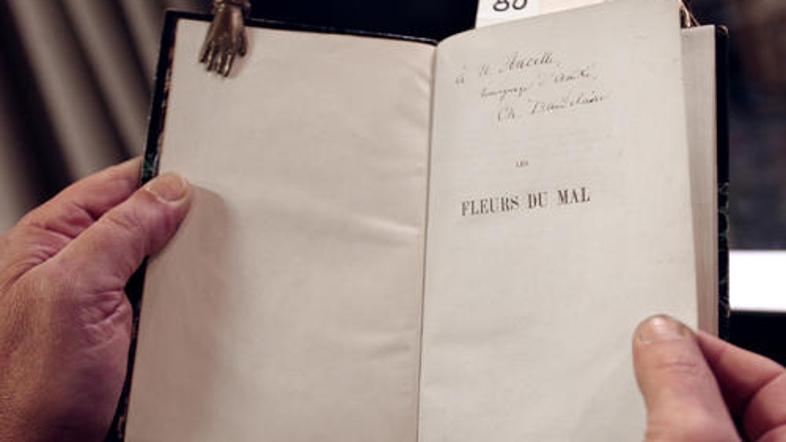 80
à M. Ancelle,
témoignage d'amitié,
Ch. Baudelaire
LES
FLEURS DU MAL